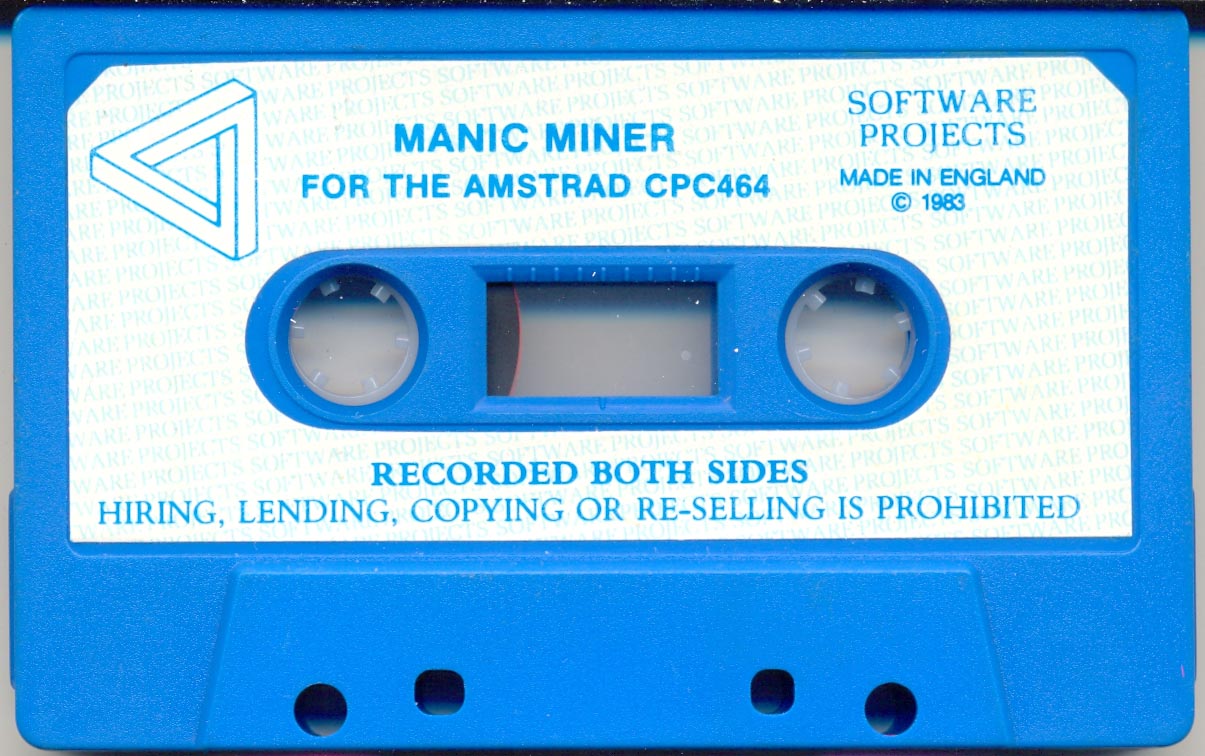 MANIC MINER
FOR THE AMSTRAD CPC464
SOFTWARE
PROJECTS
MADE IN ENGLAND
© 1983
RECORDED BOTH SIDES
HIRING, LENDING, COPYING OR RE-SELLING IS PROHIBITED